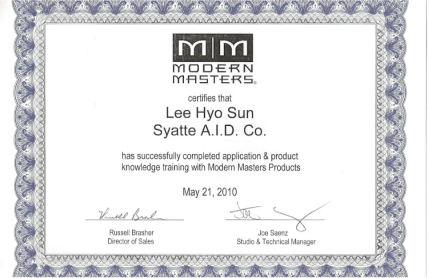 M|M
MODERN
MASTERS®
certifies that
Lee Hyo Sun
Syatte A.I.D. Co.
has successfully completed application & product
knowledge training with Modern Masters Products
May 21, 2010
Russell Brasher
Director of Sales
Joe Saenz
Studio & Technical Manager